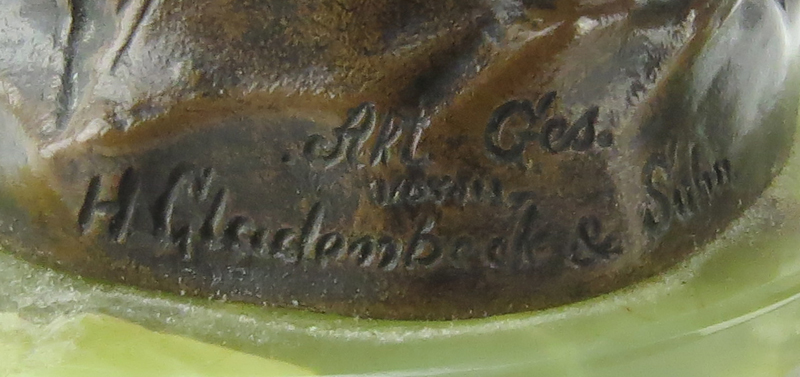 Akt. Ges.
vorm.
H. Gladenbeck & Sohn